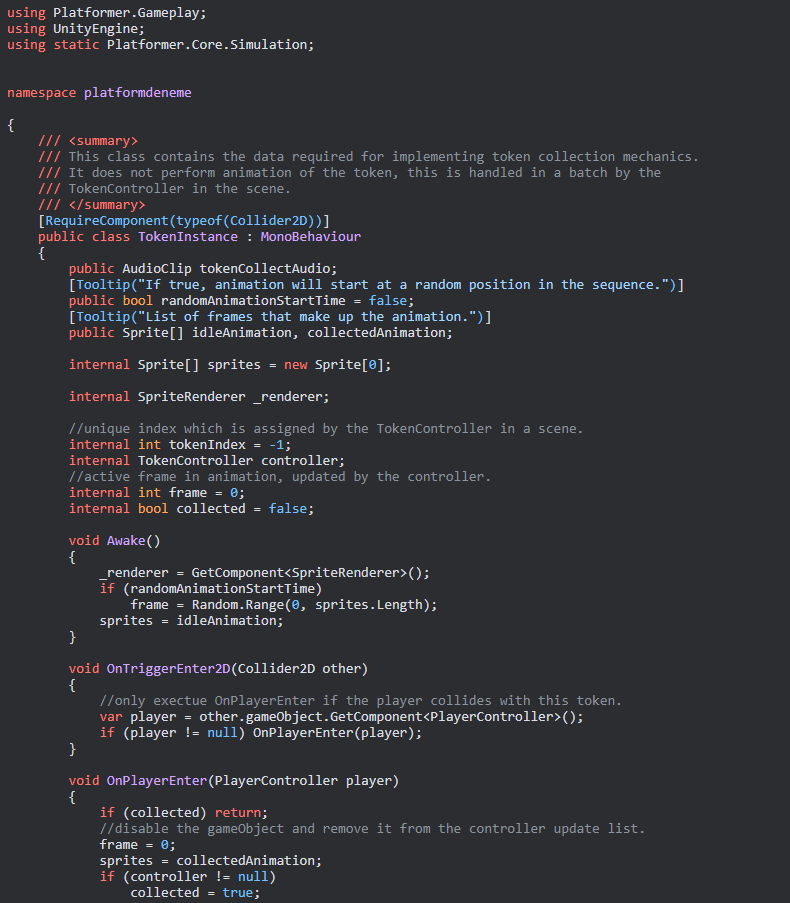 using Platformer.Gameplay;
using UnityEngine;
using static Platformer.Core.Simulation;
namespace platformdeneme
{
/// <summary>
/// This class contains the data required for implementing token collection mechanics.
/// It does not perform animation of the token, this is handled in a batch by the
/// TokenController in the scene.
/// </summary>
[RequireComponent(typeof(Collider2D))]
public class TokenInstance : MonoBehaviour
{
public AudioClip tokenCollectAudio;
[Tooltip("If true, animation will start at a random position in the sequence.")]
public bool randomAnimationStartTime = false;
[Tooltip("List of frames that make up the animation.")]
public Sprite[] idleAnimation, collectedAnimation;
internal Sprite[] sprites = new Sprite[0];
internal SpriteRenderer _renderer;
//unique index which is assigned by the TokenController in a scene.
internal int tokenIndex = -1;
internal TokenController controller;
//active frame in animation, updated by the controller.
internal int frame = 0;
internal bool collected = false;
void Awake()
{
_renderer = GetComponent<SpriteRenderer>();
if (randomAnimationStartTime)
frame = Random.Range(0, sprites.Length);
sprites = idleAnimation;
}
void OnTriggerEnter2D(Collider2D other)
{
//only exectue OnPlayerEnter if the player collides with this token.
var player = other.gameObject.GetComponent<PlayerController>();
if (player != null) OnPlayerEnter(player);
}
void OnPlayerEnter(PlayerController player)
{
if (collected) return;
//disable the gameObject and remove it from the controller update list.
frame = 0;
sprites = collectedAnimation;
if (controller != null)
collected = true;